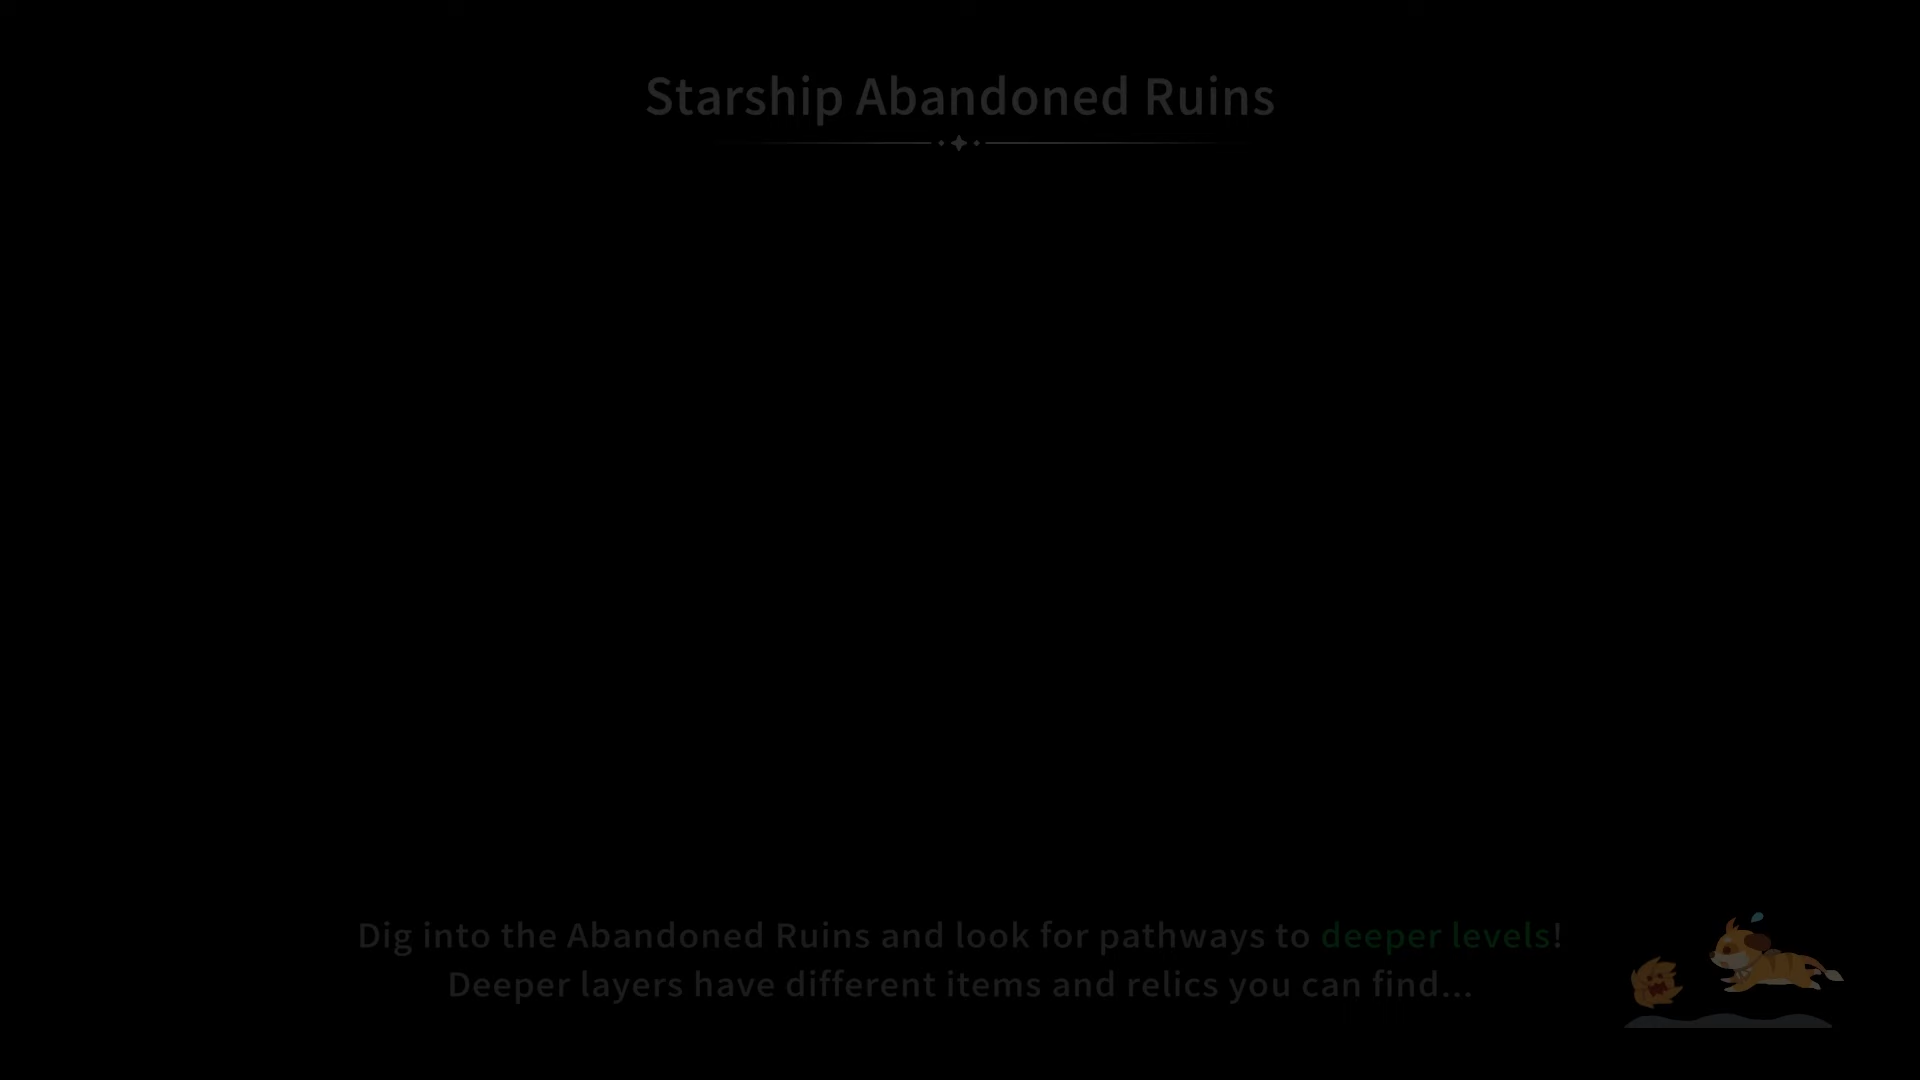 Starship Abandoned Ruins
Dig into the Abandoned Ruins and look for pathways to deeper levels!
Deeper layers have different items and relics you can find...